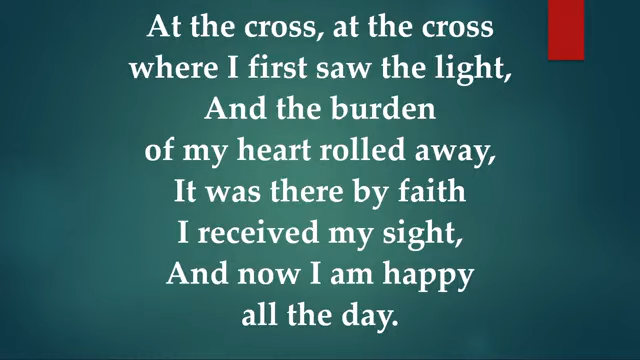 At the cross, at the cross
where I first saw the light,
And the burden
of my heart rolled away,
It was there by faith
I received my sight,
And now I am happy
all the day.